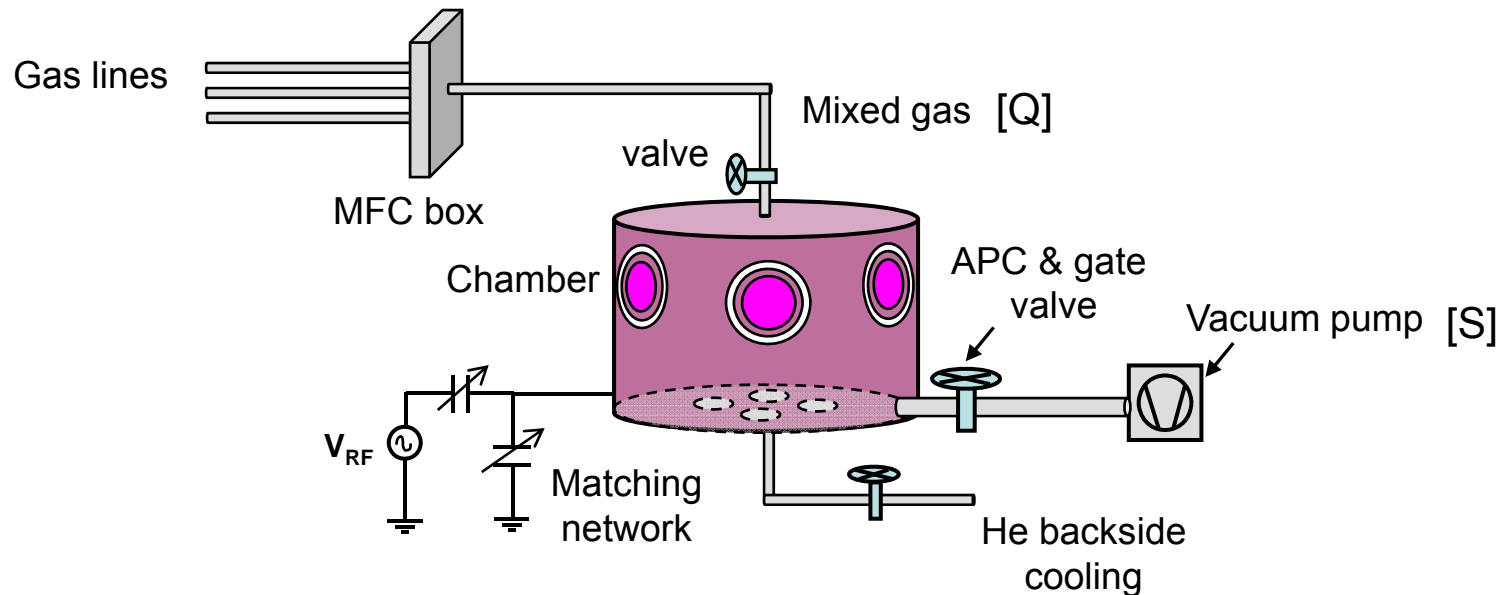 Gas lines
MFC box
Mixed gas [Q]
valve
Chamber
APC & gate
valve
Vacuum pump [S]
VRF
Matching
network
He backside
cooling